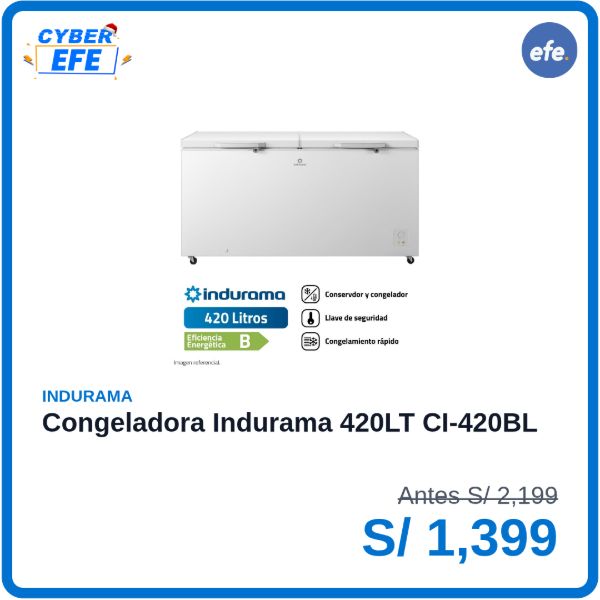 CYBER
EFE
efe.
indurama
420 Litros
Eficiencia
Energética
B
Conservdor y congelador
Llave de seguridad
Congelamiento rápido
Imagen referencial.
INDURAMA
Congeladora Indurama 420LT CI-420BL
Antes S/ 2,199
S/ 1,399